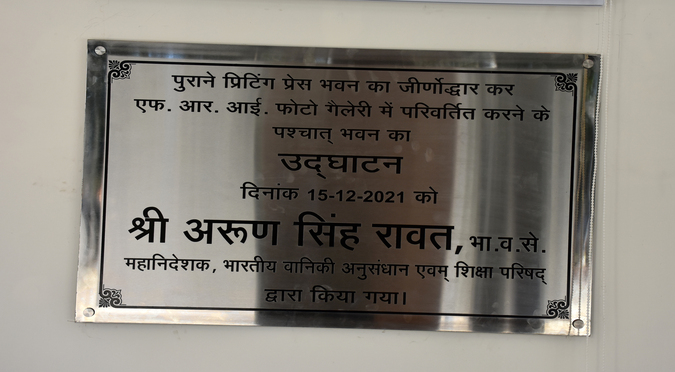 पुराने प्रिटिंग प्रेस भवन का जीर्णोद्धार कर
एफ. आर. आई. फोटो गैलेरी में परिवर्तित करने के
पश्चात् भवन का
उद्घाटन
दिनांक 15-12-2021 को
श्री अरूण सिंह रावत, भा.व.से.
महानिदेशक, भारतीय वानिकी अनुसंधान एवम् शिक्षा परिषद्
द्वारा किया गया।